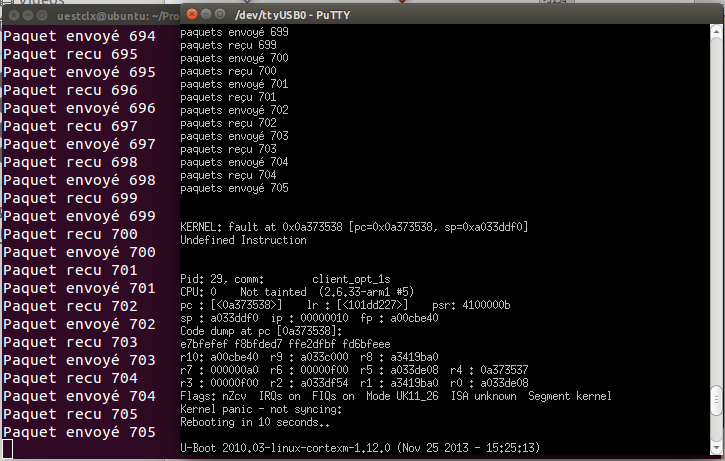 Videos
uestcdlx@ubuntu: ~/Pro
Paquet envoyé 694
Paquet recu 695
Paquet envoyé 695
Paquet recu 696
Paquet envoyé 696
Paquet recu 697
Paquet envoyé 697
Paquet recu 698
Paquet envoyé 698
Paquet recu 699
Paquet envoyé 699
Paquet recu 700
Paquet envoyé 700
Paquet recu 701
Paquet envoyé 701
Paquet recu 702
Paquet envoyé 702
Paquet recu 703
Paquet envoyé 703
Paquet recu 704
Paquet envoyé 704
Paquet recu 705
Paquet envoyé 705
/dev/ttyUSB0 - PuTTY
paquets envoyé 699
paquets reçu 699
paquets envoyé 700
paquets reçu 700
paquets envoyé 701
paquets reçu 701
paquets envoyé 702
paquets reçu 702
paquets envoyé 703
paquets reçu 703
paquets envoyé 704
paquets reçu 704
paquets envoyé 705
KERNEL: fault at 0x0a373538 [pc=0x0a373538, sp=0xa033ddf0]
Undefined Instruction
Pid: 29, comm: client_opt_1s
CPU: 0 Not tainted (2.6.33-arm1 #5)
pc : [<0a373538>] lr : [<101dd227>] psr: 4100000b
sp : a033ddf0 ip : 00000010 fp : a00cbe40
Code dump at pc [0a373538]:
e7bfefef f8bfded7 ffe2dfbf fd6bfeee
r10: a00cbe40 r9 : a033c000 r8 : a3419ba0
r7 : 000000a0 r6 : 00000f00 r5 : a033de08 r4 : 0a373537
r3 : 00000f00 r2 : a033df54 r1 : a3419ba0 r0 : a033de08
Flags: nZcv IRQs on FIQs on Mode UK11_26 ISA unknown Segment kernel
Kernel panic - not syncing:
Rebooting in 10 seconds..
U-Boot 2010.03-linux-cortexm-1.12.0 (Nov 25 2013 - 15:25:13)